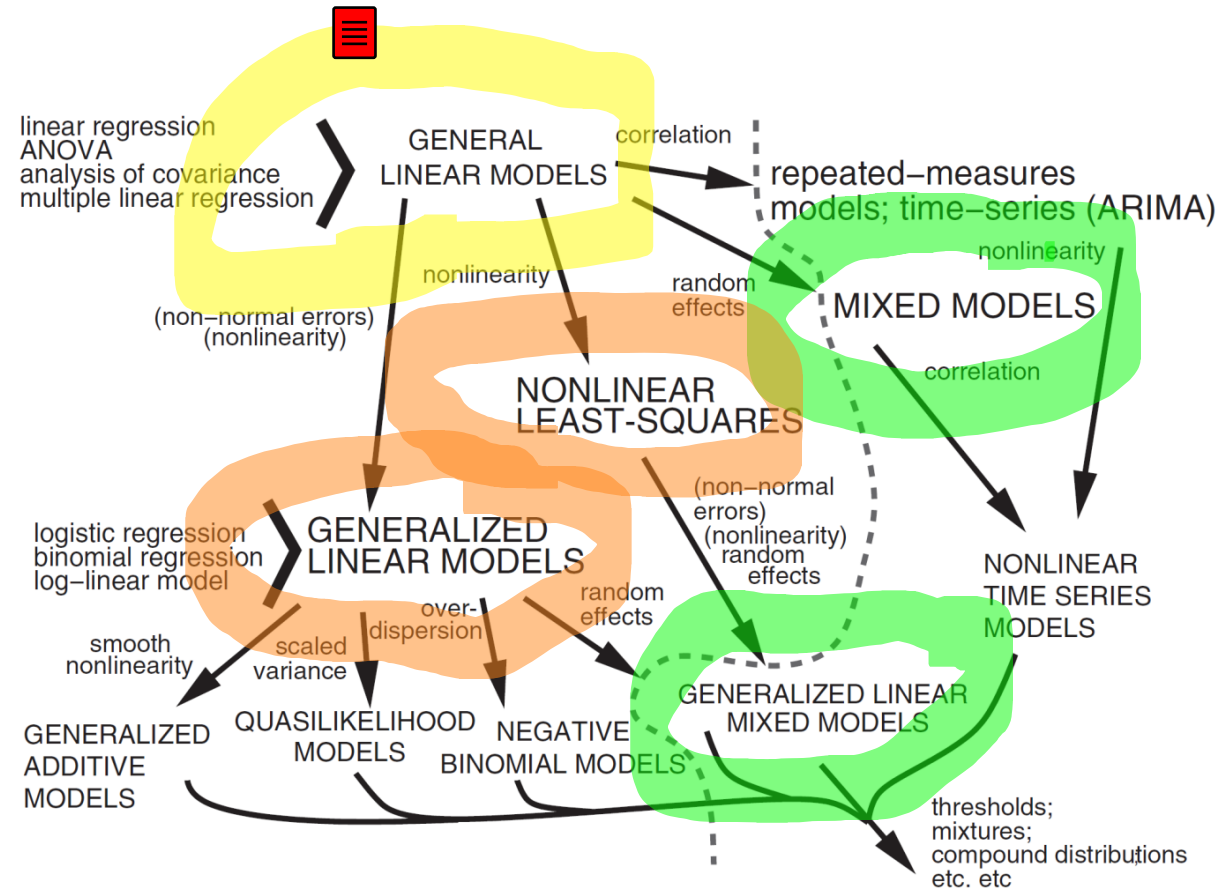 linear regression
ANOVA
analysis of covariance
multiple linear regression
GENERAL
LINEAR MODELS
correlation
repeated−measures
models; time−series (ARIMA)
nonlinearity
random
effects
MIXED MODELS
nonlinearity
(non−normal errors)
(nonlinearity)
correlation
NONLINEAR
LEAST-SQUARES
(non−normal
errors)
(nonlinearity)
random
effects
logistic regression
binomial regression
log−linear model
GENERALIZED
LINEAR MODELS
NONLINEAR
TIME SERIES
MODELS
smooth
nonlinearity
scaled
variance
over-
dispersion
random
effects
GENERALIZED
ADDITIVE
MODELS
QUASILIKELIHOOD
MODELS
NEGATIVE
BINOMIAL MODELS
GENERALIZED LINEAR
MIXED MODELS
thresholds;
mixtures;
compound distributions;
etc. etc